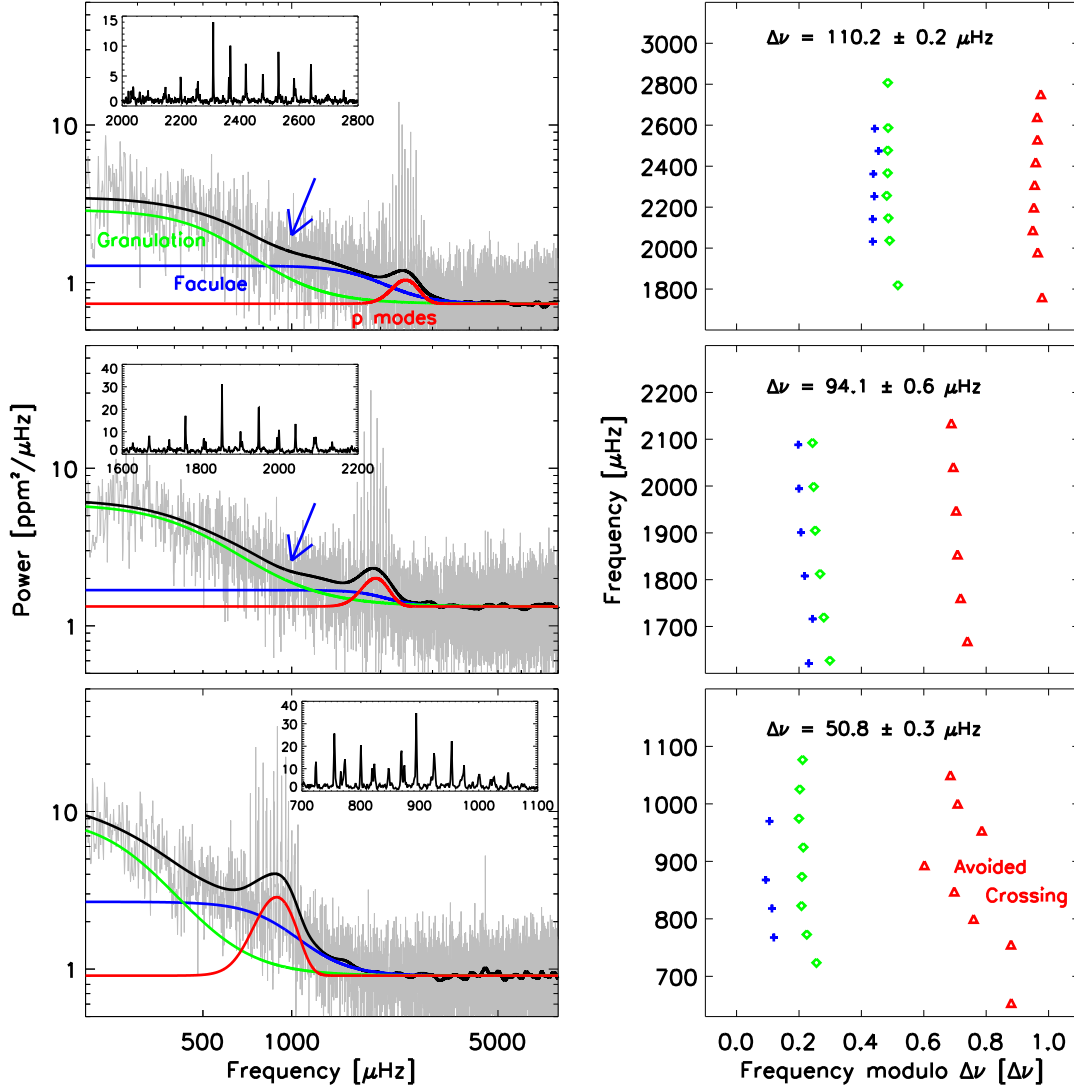 15
10
5
0
2000 2200 2400 2600 2800
10
1
Granulation
Faculae
p modes
40
30
20
10
0
1600 1800 2000 2200
10
1
40
30
20
10
0
700 800 900 1000 1100
10
1
500 1000 5000
Frequency [μHz]
Power [ppm²/μHz]
Δν = 110.2 ± 0.2 μHz
3000
2800
2600
2400
2200
2000
1800
Δν = 94.1 ± 0.6 μHz
2200
2100
2000
1900
1800
1700
Δν = 50.8 ± 0.3 μHz
1100
1000
900
800
700
Avoided
Crossing
0.0 0.2 0.4 0.6 0.8 1.0
Frequency modulo Δν [Δν]
Frequency [μHz]